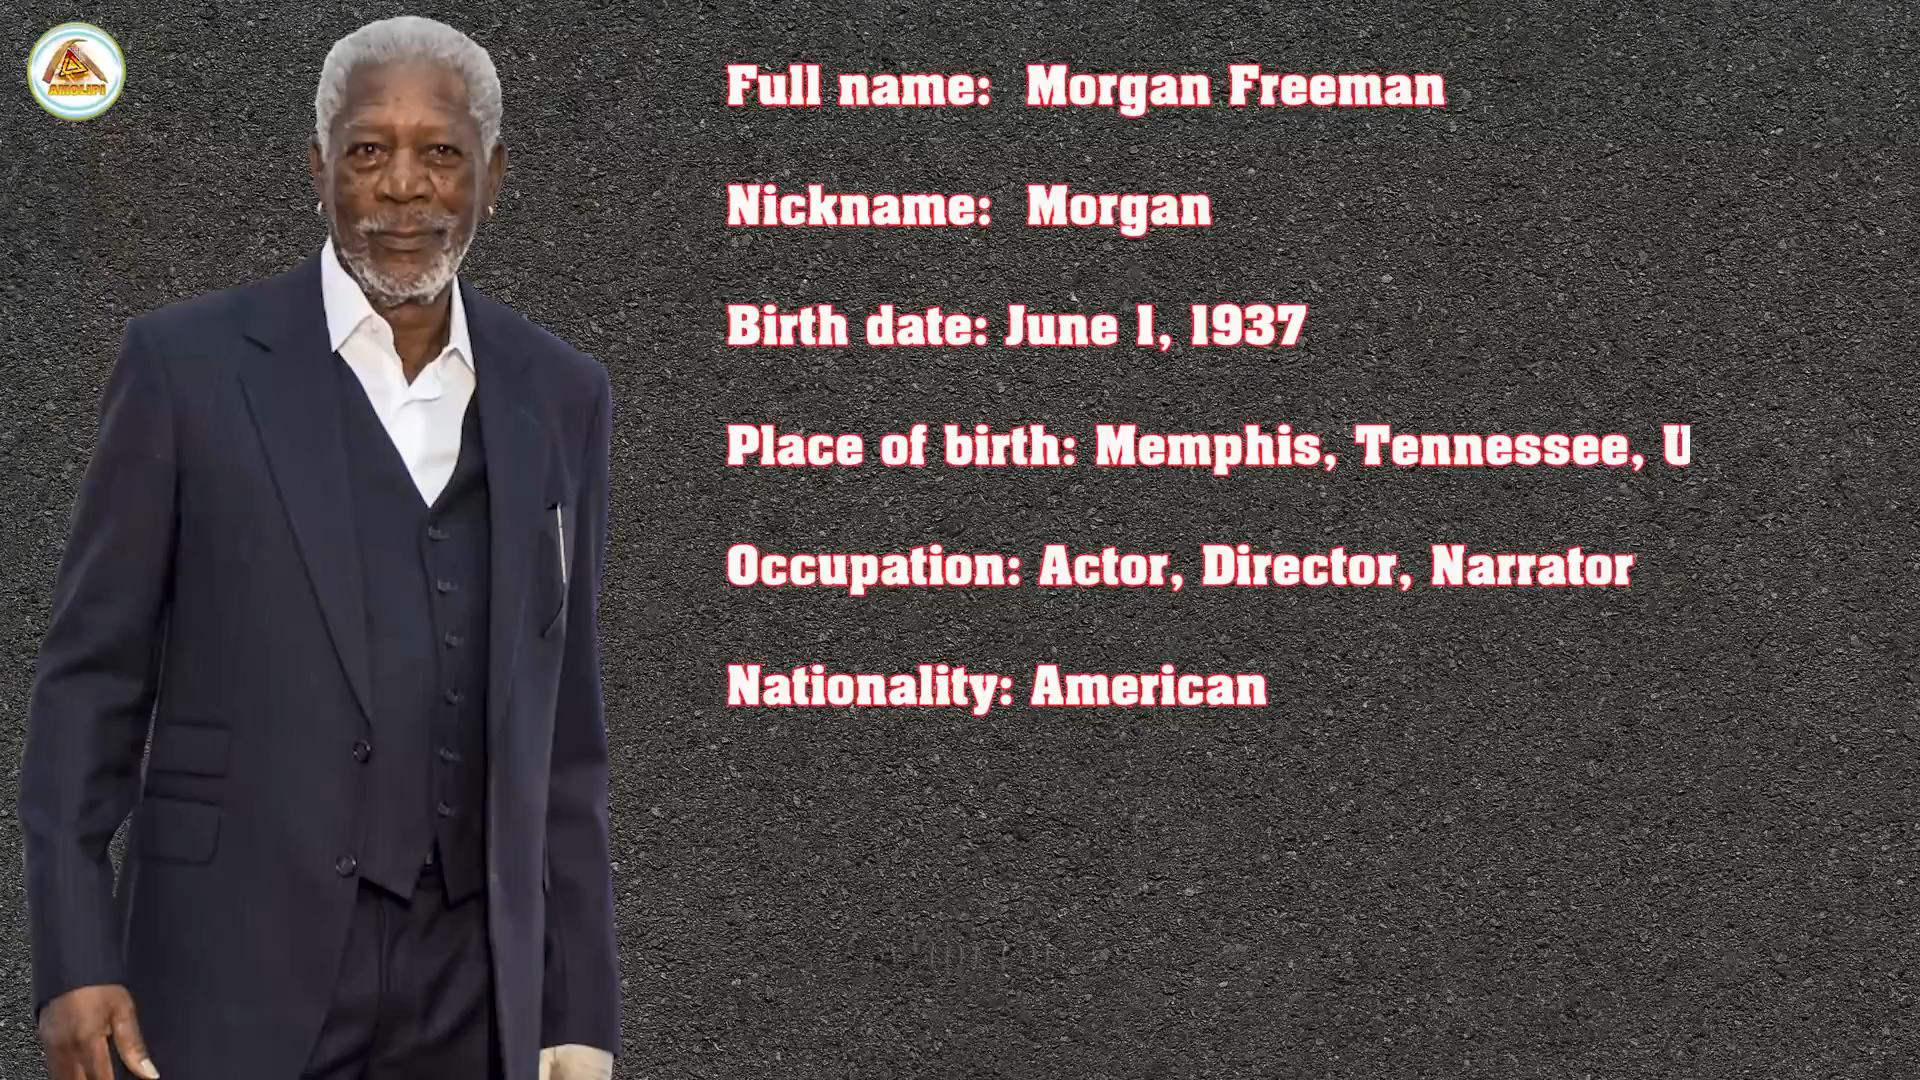 AMOLIPI
Full name: Morgan Freeman
Nickname: Morgan
Birth date: June 1, 1937
Place of birth: Memphis, Tennessee, U
Occupation: Actor, Director, Narrator
Nationality: American